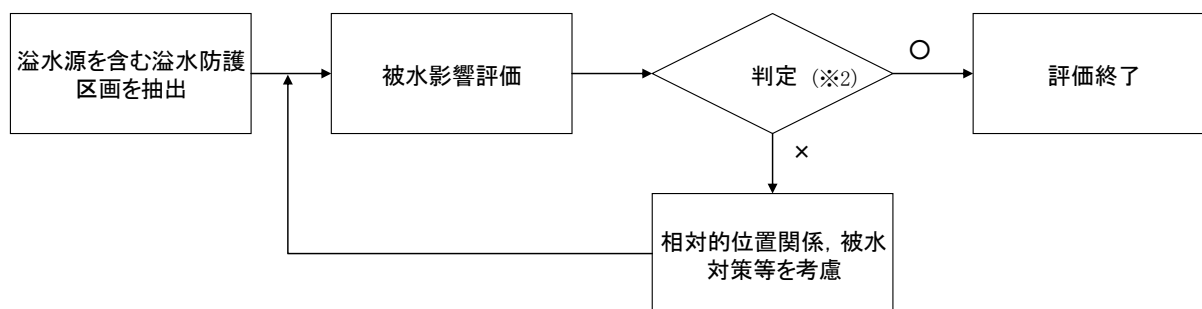 溢水源を含む溢水防護
区画を抽出
被水影響評価
判定 (※2)
○
評価終了
×
相対的位置関係, 被水
対策等を考慮